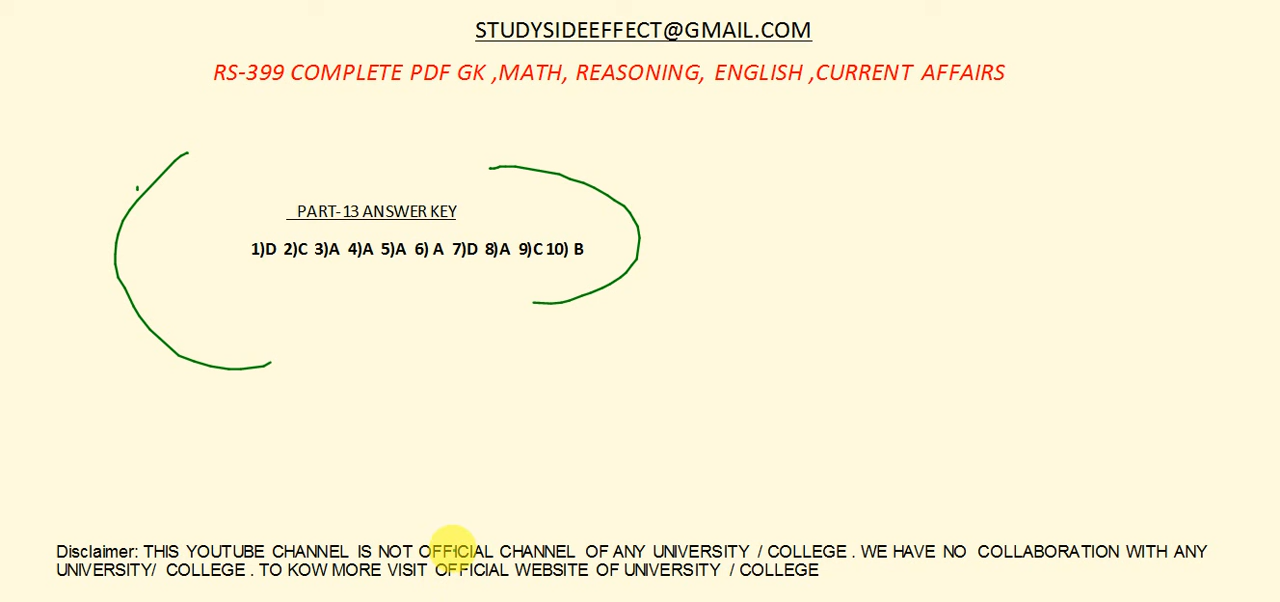 STUDYSIDEEFFECT@GMAIL.COM
RS-399 COMPLETE PDF GK ,MATH, REASONING, ENGLISH ,CURRENT AFFAIRS
PART-13 ANSWER KEY
1)D 2)C 3)A 4)A 5)A 6) A 7)D 8)A 9)C 10) B
Disclaimer: THIS YOUTUBE CHANNEL IS NOT OFFICIAL CHANNEL OF ANY UNIVERSITY / COLLEGE . WE HAVE NO COLLABORATION WITH ANY
UNIVERSITY/ COLLEGE . TO KOW MORE VISIT OFFICIAL WEBSITE OF UNIVERSITY / COLLEGE